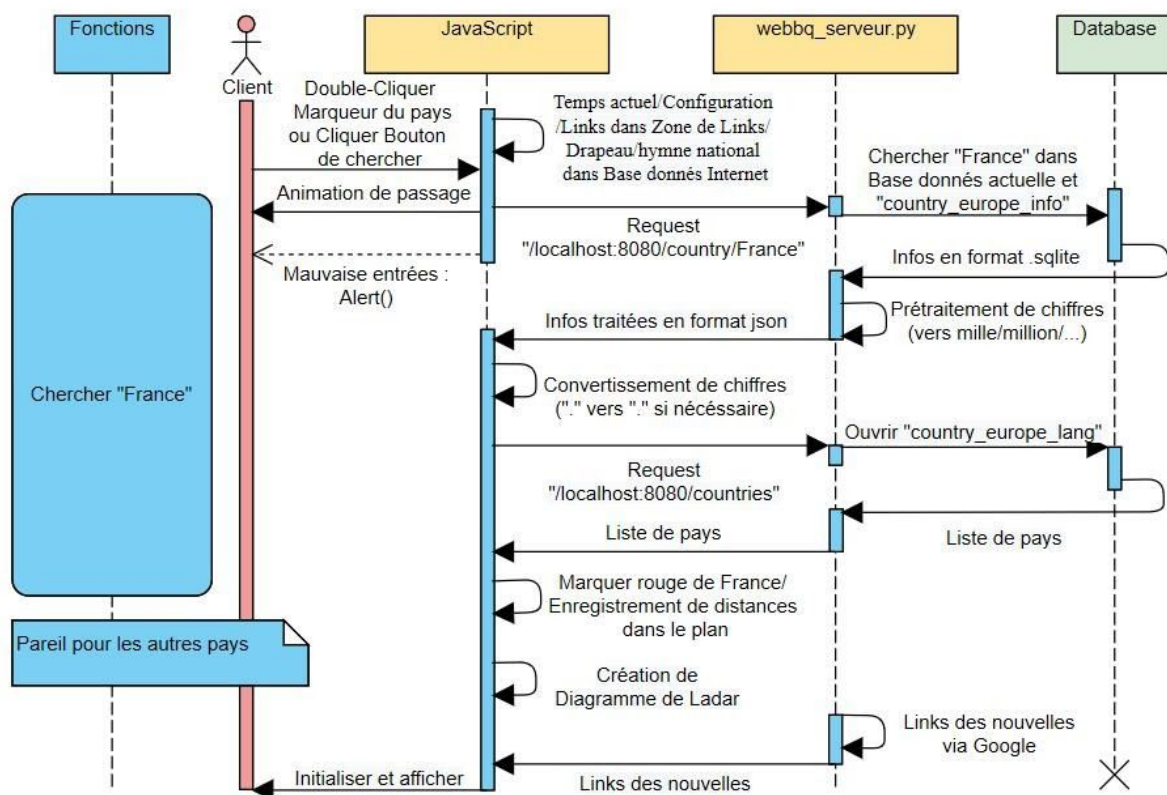 Fonctions
JavaScript
webbq_serveur.py
Database
Client
Double-Cliquer
Marqueur du pays
ou Cliquer Bouton
de chercher
Temps actuel/Configuration
/Links dans Zone de Links/
Drapeau/hymne national
dans Base donnés Internet
Chercher "France" dans
Base donnés actuelle et
"country_europe_info"
Animation de passage
Request
"/localhost:8080/country/France"
Infos en format .sqlite
Mauvaise entrées :
Alert()
Prétraitement de chiffres
(vers mille/million/...)
Infos traitées en format json
Chercher "France"
Convertissement de chiffres
("." vers "." si nécéssaire)
Ouvrir "country_europe_lang"
Request
"/localhost:8080/countries"
Liste de pays
Liste de pays
Marquer rouge de France/
Enregistrement de distances
dans le plan
Pareil pour les autres pays
Création de
Diagramme de Ladar
Links des nouvelles
via Google
Initialiser et afficher
Links des nouvelles